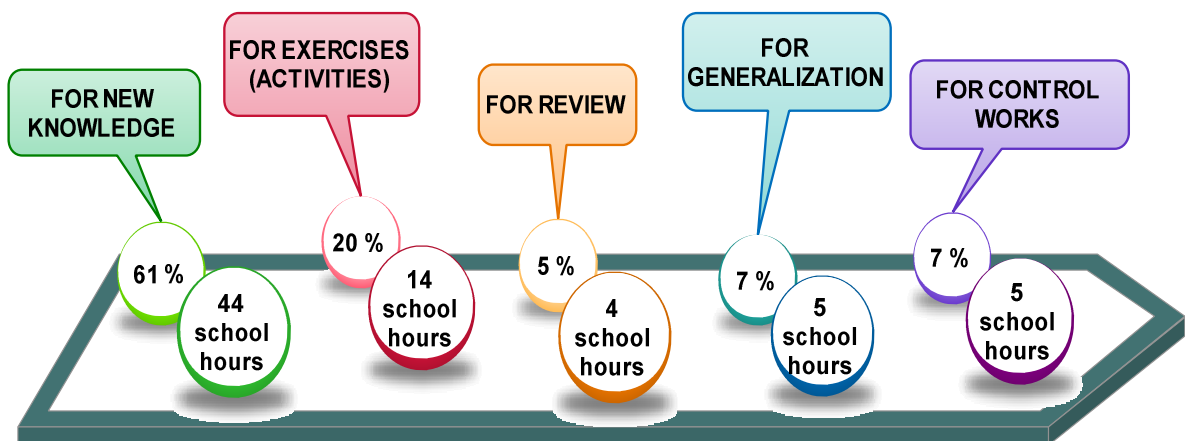 FOR NEW
KNOWLEDGE
61 %
44
school
hours
FOR EXERCISES
(ACTIVITIES)
20 %
14
school
hours
FOR REVIEW
5 %
4
school
hours
FOR
GENERALIZATION
7 %
5
school
hours
FOR CONTROL
WORKS
7 %
5
school
hours